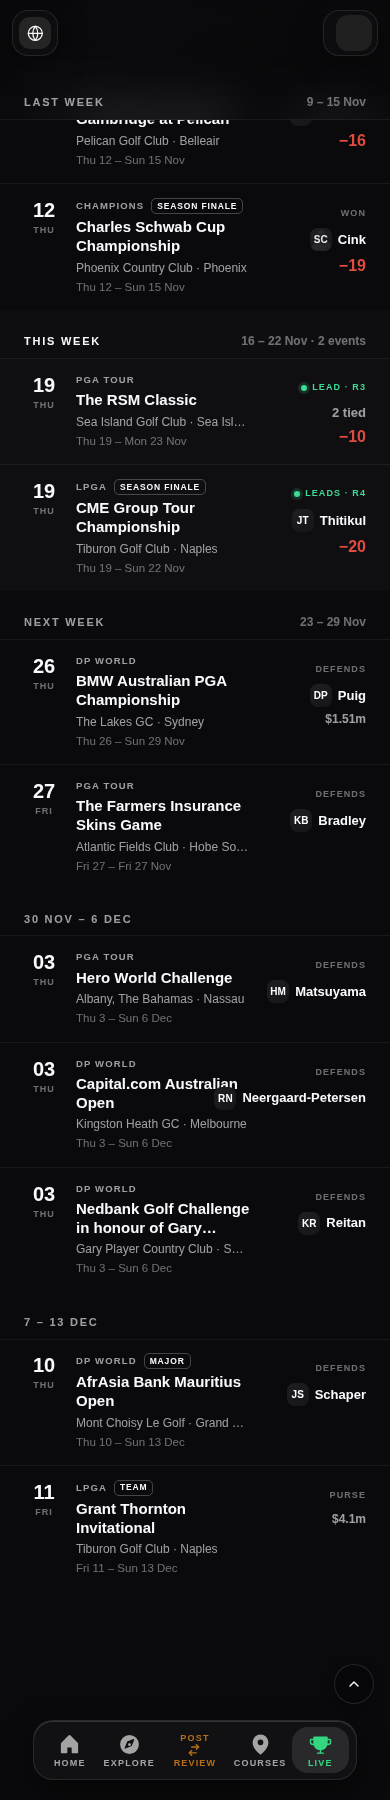 LAST WEEK 9 – 15 Nov
Gainbridge at Pelican
Pelican Golf Club · Belleair −16
Thu 12 – Sun 15 Nov
12 CHAMPIONS SEASON FINALE WON
THU Charles Schwab Cup SC Cink
Championship
Phoenix Country Club · Phoenix −19
Thu 12 – Sun 15 Nov
THIS WEEK 16 – 22 Nov · 2 events
19 PGA TOUR LEAD · R3
THU The RSM Classic 2 tied
Sea Island Golf Club · Sea Isl… −10
Thu 19 – Mon 23 Nov
19 LPGA SEASON FINALE LEADS · R4
THU CME Group Tour JT Thitikul
Championship
Tiburon Golf Club · Naples −20
Thu 19 – Sun 22 Nov
NEXT WEEK 23 – 29 Nov
26 DP WORLD DEFENDS
THU BMW Australian PGA DP Puig
Championship
The Lakes GC · Sydney $1.51m
Thu 26 – Sun 29 Nov
27 PGA TOUR DEFENDS
FRI The Farmers Insurance KB Bradley
Skins Game
Atlantic Fields Club · Hobe So…
Fri 27 – Fri 27 Nov
30 NOV – 6 DEC
03 PGA TOUR DEFENDS
THU Hero World Challenge HM Matsuyama
Albany, The Bahamas · Nassau
Thu 3 – Sun 6 Dec
03 DP WORLD DEFENDS
THU Capital.com Australian RN Neergaard-Petersen
Open
Kingston Heath GC · Melbourne
Thu 3 – Sun 6 Dec
03 DP WORLD DEFENDS
THU Nedbank Golf Challenge KR Reitan
in honour of Gary…
Gary Player Country Club · S…
Thu 3 – Sun 6 Dec
7 – 13 DEC
10 DP WORLD MAJOR DEFENDS
THU AfrAsia Bank Mauritius JS Schaper
Open
Mont Choisy Le Golf · Grand …
Thu 10 – Sun 13 Dec
11 LPGA TEAM PURSE
FRI Grant Thornton $4.1m
Invitational
Tiburon Golf Club · Naples
Fri 11 – Sun 13 Dec
POST
HOME EXPLORE REVIEW COURSES LIVE